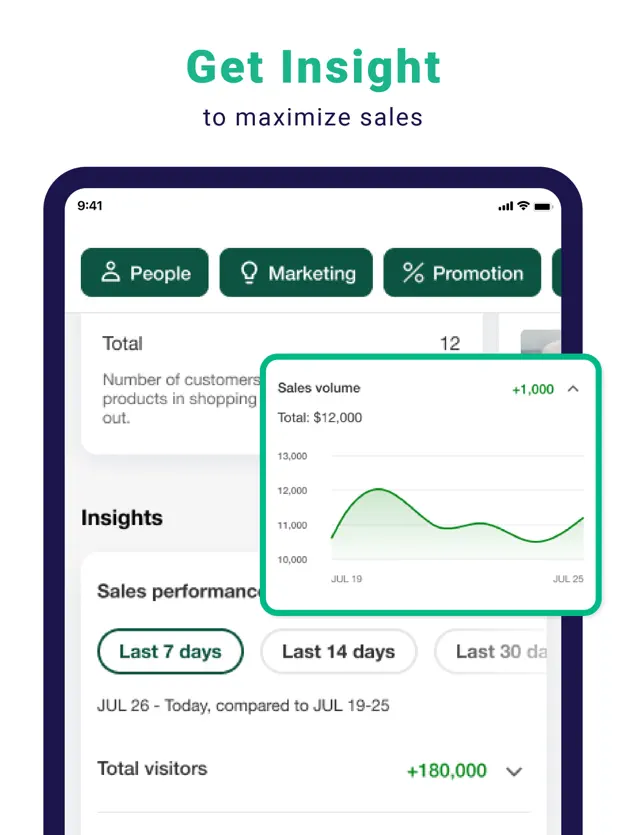 Get Insight
to maximize sales
9:41
People
Marketing
Promotion
Total 12
Number of customers
products in shopping
out.
Sales volume +1,000
Total: $12,000
13,000
12,000
11,000
10,000
JUL 19 JUL 25
Insights
Sales performance
Last 7 days
Last 14 days
Last 30 da
JUL 26 - Today, compared to JUL 19-25
Total visitors +180,000